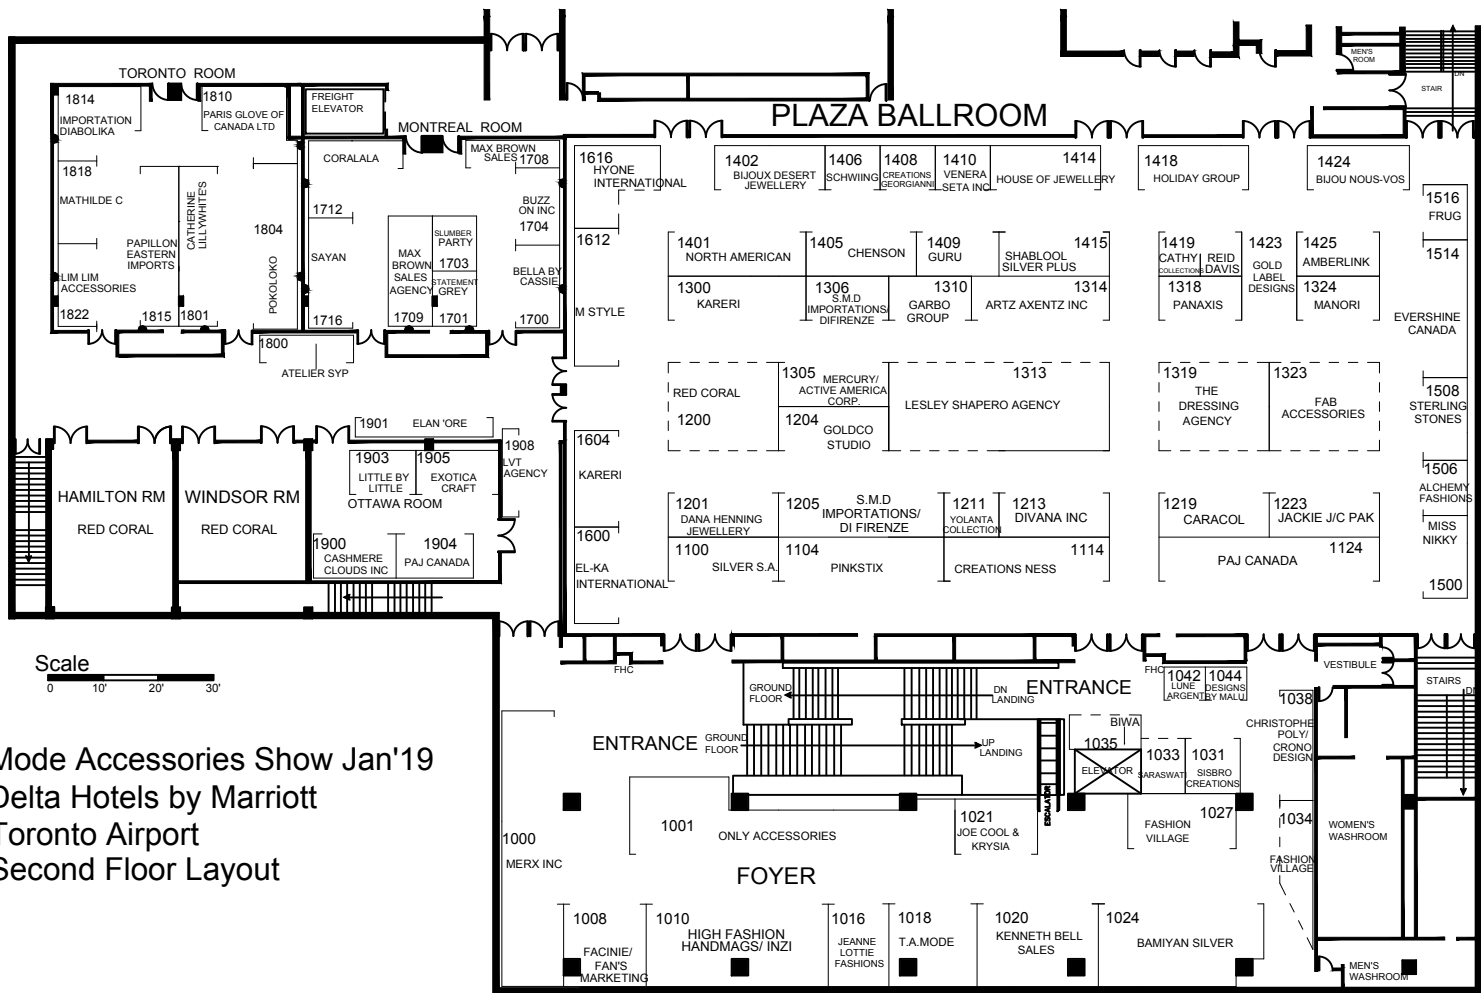 MEN'S
ROOM
DN
STAIR
TORONTO ROOM
1814
IMPORTATION
DIABOLIKA
1810
PARIS GLOVE OF
CANADA LTD
FREIGHT
ELEVATOR
MONTREAL ROOM
PLAZA BALLROOM
1818
MATHILDE C
CATHERINE
LILLYWHITE'S
1804
POKOLOKO
PAPILLON
EASTERN
IMPORTS
LIM LIM
ACCESSORIES
1822
1815
1801
CORALALA
MAX BROWN
SALES
1708
1712
SAYAN
1716
MAX
BROWN
SALES
AGENCY
1709
SLUMBER
PARTY
1703
STATEMENT
GREY
1701
BUZZ
ON INC
1704
BELLA BY
CASSIE
1700
1800
ATELIER SYP
1616
HYONE
INTERNATIONAL
1402
BIJOUX DESERT
JEWELLERY
1406
SCHWIING
1408
CREATIONS
GEORGIANNI
1410
VENERA
SETA INC
1414
HOUSE OF JEWELLERY
1418
HOLIDAY GROUP
1424
BIJOU NOUS-VOS
1516
FRUG
1612
M STYLE
1401
NORTH AMERICAN
1405
CHENSON
1409
GURU
1415
SHABLOOL
SILVER PLUS
1419
CATHY
COLLECTIONS
REID
DAVIS
1423
GOLD
LABEL
DESIGNS
1425
AMBERLINK
1514
EVERSHINE
CANADA
1300
KARERI
1306
S.M.D
IMPORTATIONS/
DIFIRENZE
1310
GARBO
GROUP
1314
ARTZ AXENTZ INC
1318
PANAXIS
1324
MANORI
RED CORAL
1200
1305
MERCURY/
ACTIVE AMERICA
CORP.
1204
GOLDCO
STUDIO
1313
LESLEY SHAPERO AGENCY
1319
THE
DRESSING
AGENCY
1323
FAB
ACCESSORIES
1508
STERLING
STONES
1901
ELAN 'ORE
1908
LVT
AGENCY
1604
KARERI
1506
ALCHEMY
FASHIONS
HAMILTON RM
RED CORAL
WINDSOR RM
RED CORAL
1903
LITTLE BY
LITTLE
1905
EXOTICA
CRAFT
OTTAWA ROOM
1900
CASHMERE
CLOUDS INC
1904
PAJ CANADA
1600
EL-KA
INTERNATIONAL
1201
DANA HENNING
JEWELLERY
1205
S.M.D
IMPORTATIONS/
DI FIRENZE
1211
YOLANTA
COLLECTION
1213
DIVANA INC
1219
CARACOL
1223
JACKIE J/C PAK
MISS
NIKKY
1500
1100
SILVER S.A.
1104
PINKSTIX
1114
CREATIONS NESS
1124
PAJ CANADA
Scale
0 10' 20' 30'
FHC
FHC
GROUND
FLOOR
DN
LANDING
ENTRANCE
ENTRANCE
GROUND
FLOOR
UP
LANDING
ESCALATOR
1042
LUNE
ARGENT
1044
DESIGNS
BY MALU
VESTIBULE
STAIRS
DN
1038
CHRISTOPHE
POLY/
CRONO
DESIGN
BIWA
1035
ELEVATOR
1033
SARASWATI
1031
SISBRO
CREATIONS
Mode Accessories Show Jan'19
Delta Hotels by Marriott
Toronto Airport
Second Floor Layout
1000
MERX INC
1001
ONLY ACCESSORIES
1021
JOE COOL &
KRYSIA
1027
FASHION
VILLAGE
1034
FASHION
VILLAGE
WOMEN'S
WASHROOM
FOYER
1008
FACINIE/
FAN'S
MARKETING
1010
HIGH FASHION
HANDMAGS/ INZI
1016
JEANNE
LOTTIE
FASHIONS
1018
T.A.MODE
1020
KENNETH BELL
SALES
1024
BAMIYAN SILVER
MEN'S
WASHROOM